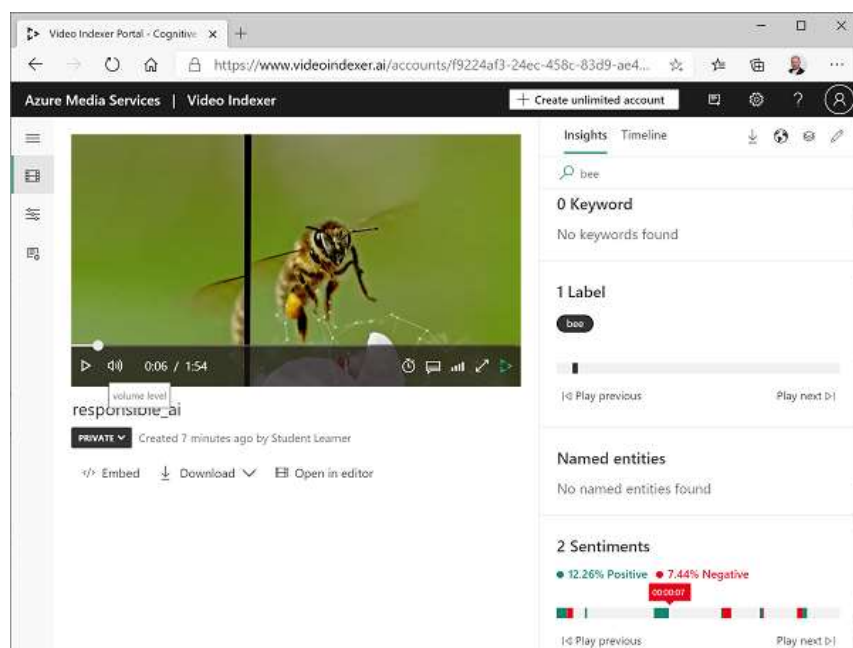 Video Indexer Portal - Cognitive
https://www.videoindexer.ai/accounts/f9224af3-24ec-458c-83d9-ae4...
Azure Media Services | Video Indexer
+ Create unlimited account
?
Insights Timeline
bee
0 Keyword
No keywords found
1 Label
bee
Play previous
Play next
0:06 / 1:54
volume level
responsible_ai
PRIVATE
Created 7 minutes ago by Student Learner
</> Embed
Download
Open in editor
Named entities
No named entities found
2 Sentiments
12.26% Positive
7.44% Negative
00:00:07
Play previous
Play next